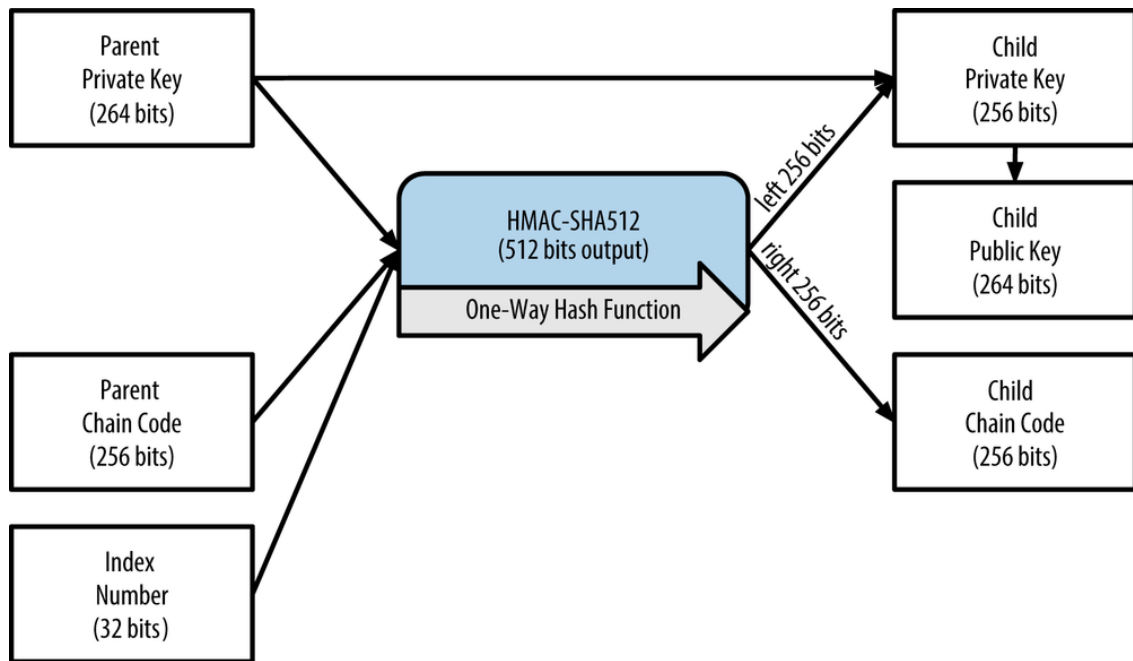 Parent
Private Key
(264 bits)
Child
Private Key
(256 bits)
left 256 bits
HMAC-SHA512
(512 bits output)
One-Way Hash Function
right 256 bits
Child
Public Key
(264 bits)
Parent
Chain Code
(256 bits)
Child
Chain Code
(256 bits)
Index
Number
(32 bits)